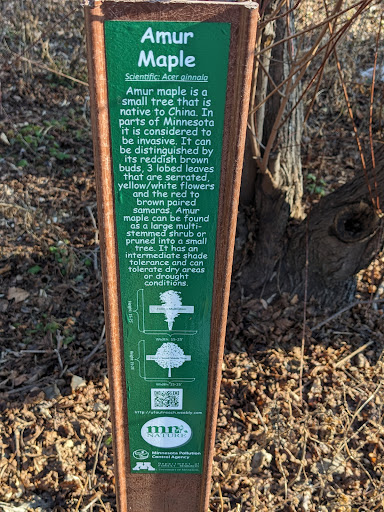 Amur
Maple
Scientific: Acer ginnala
Amur maple is a
small tree that is
native to China. In
parts of Minnesota
it is considered to
be invasive. It can
be distinguished by
its reddish brown
buds, 3 lobed leaves
that are serrated,
yellow/white flowers
and the red to
brown paired
samaras. Amur
maple can be found
as a large multi-
stemmed shrub or
pruned into a small
tree. It has an
intermediate shade
tolerance and can
tolerate dry areas
or drought
conditions.
mr.
NATURE
Minnesota Pollution
Control Agency